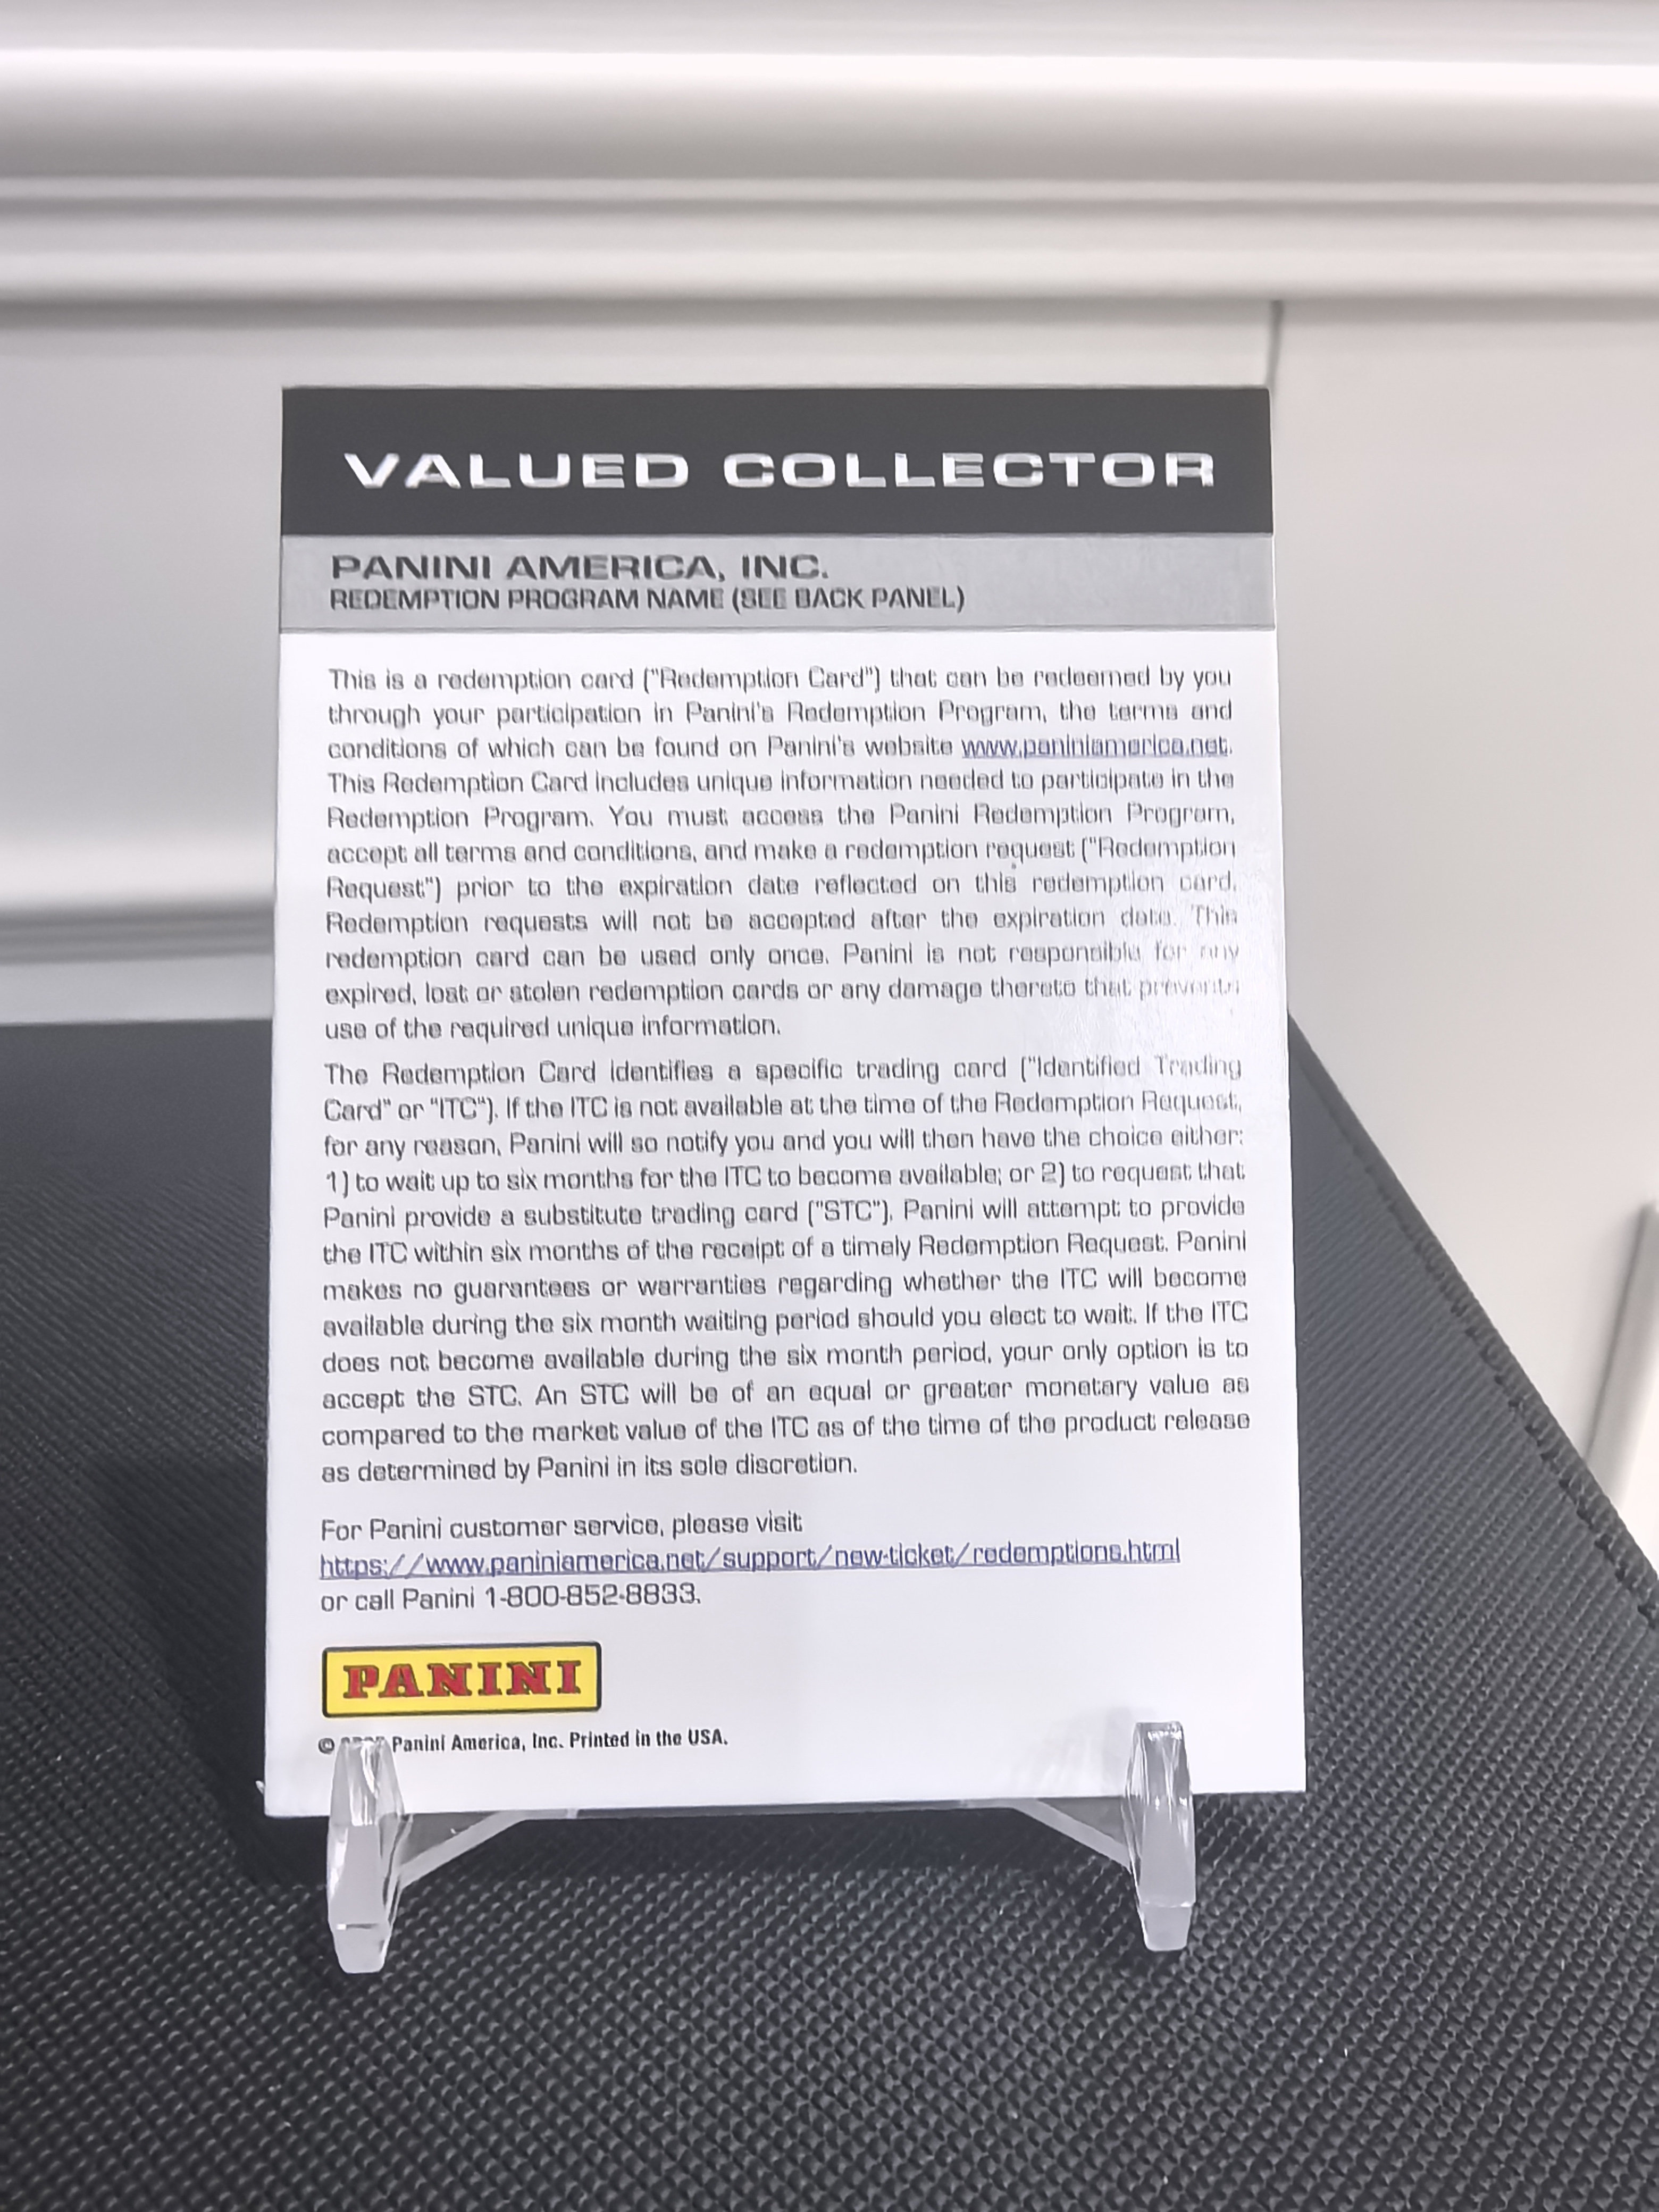 VALUED COLLECTOR
PANINI AMERICA, INC.
REDEMPTION PROGRAM NAME (SEE BACK PANEL)
This is a redemption card ("Redemption Card") that can be redeemed by you
through your participation in Panini's Redemption Program, the terms and
conditions of which can be found on Panini's website www.paniniamerica.net.
This Redemption Card includes unique information needed to participate in the
Redemption Program. You must access the Panini Redemption Program,
accept all terms and conditions, and make a redemption request ("Redemption
Request") prior to the expiration date reflected on this redemption card.
Redemption requests will not be accepted after the expiration date. This
redemption card can be used only once. Panini is not responsible for any
expired, lost or stolen redemption cards or any damage thereto that prevents
use of the required unique information.
The Redemption Card identifies a specific trading card ("Identified Trading
Card" or "ITC"). If the ITC is not available at the time of the Redemption Request,
for any reason, Panini will so notify you and you will then have the choice either:
1) to wait up to six months for the ITC to become available; or 2) to request that
Panini provide a substitute trading card ("STC"). Panini will attempt to provide
the ITC within six months of the receipt of a timely Redemption Request. Panini
makes no guarantees or warranties regarding whether the ITC will become
available during the six month waiting period should you elect to wait. If the ITC
does not become available during the six month period, your only option is to
accept the STC. An STC will be of an equal or greater monetary value as
compared to the market value of the ITC as of the time of the product release
as determined by Panini in its sole discretion.
For Panini customer service, please visit
https://www.paniniamerica.net/support/new-ticket/redemptions.html
or call Panini 1-800-852-8833.
PANINI
© Panini America, Inc. Printed in the USA.